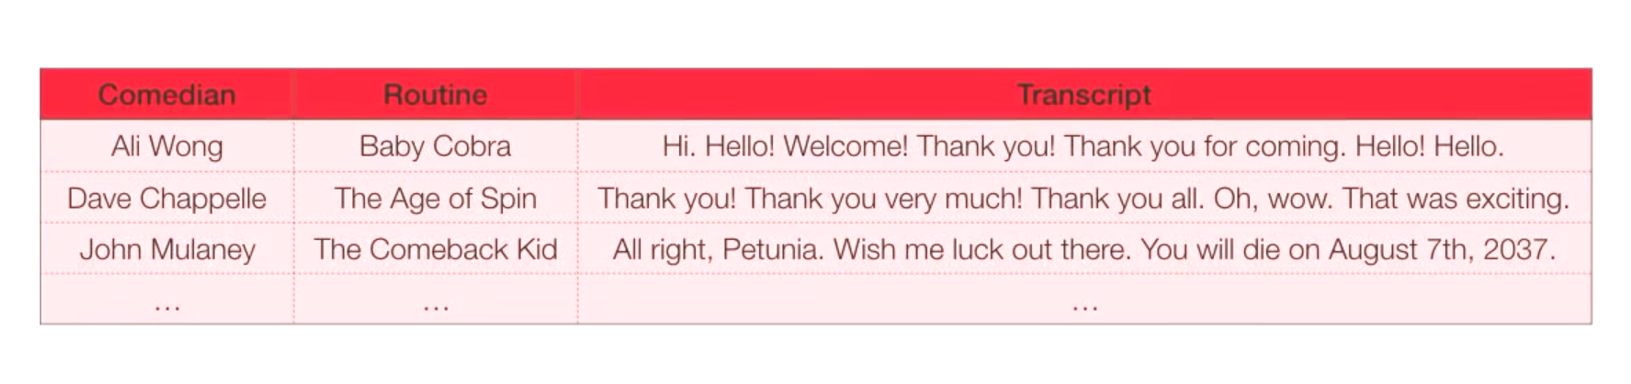 Comedian Routine Transcript
Ali Wong Baby Cobra Hi. Hello! Welcome! Thank you! Thank you for coming. Hello! Hello.
Dave Chappelle The Age of Spin Thank you! Thank you very much! Thank you all. Oh, wow. That was exciting.
John Mulaney The Comeback Kid All right, Petunia. Wish me luck out there. You will die on August 7th, 2037.
… … …